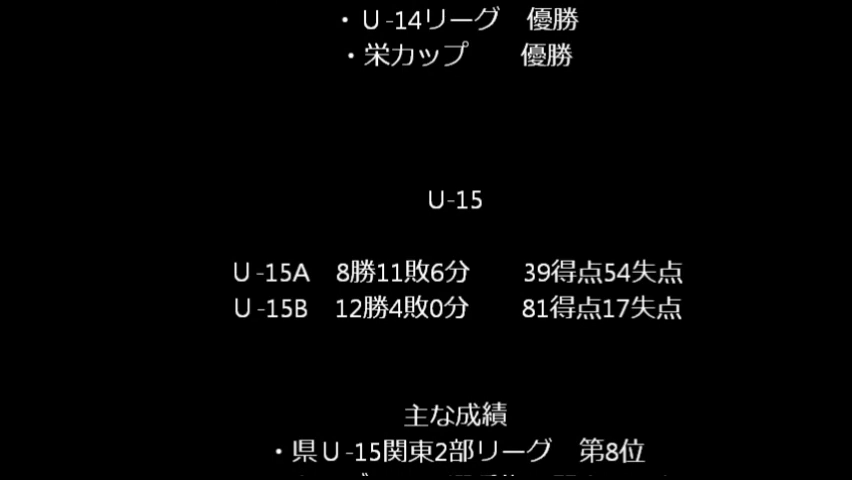 ・U-14リーグ　優勝
・栄カップ　　優勝
U-15
U-15A　8勝11敗6分　　39得点54失点
U-15B　12勝4敗0分　　81得点17失点
主な成績
・県U-15関東2部リーグ　第8位